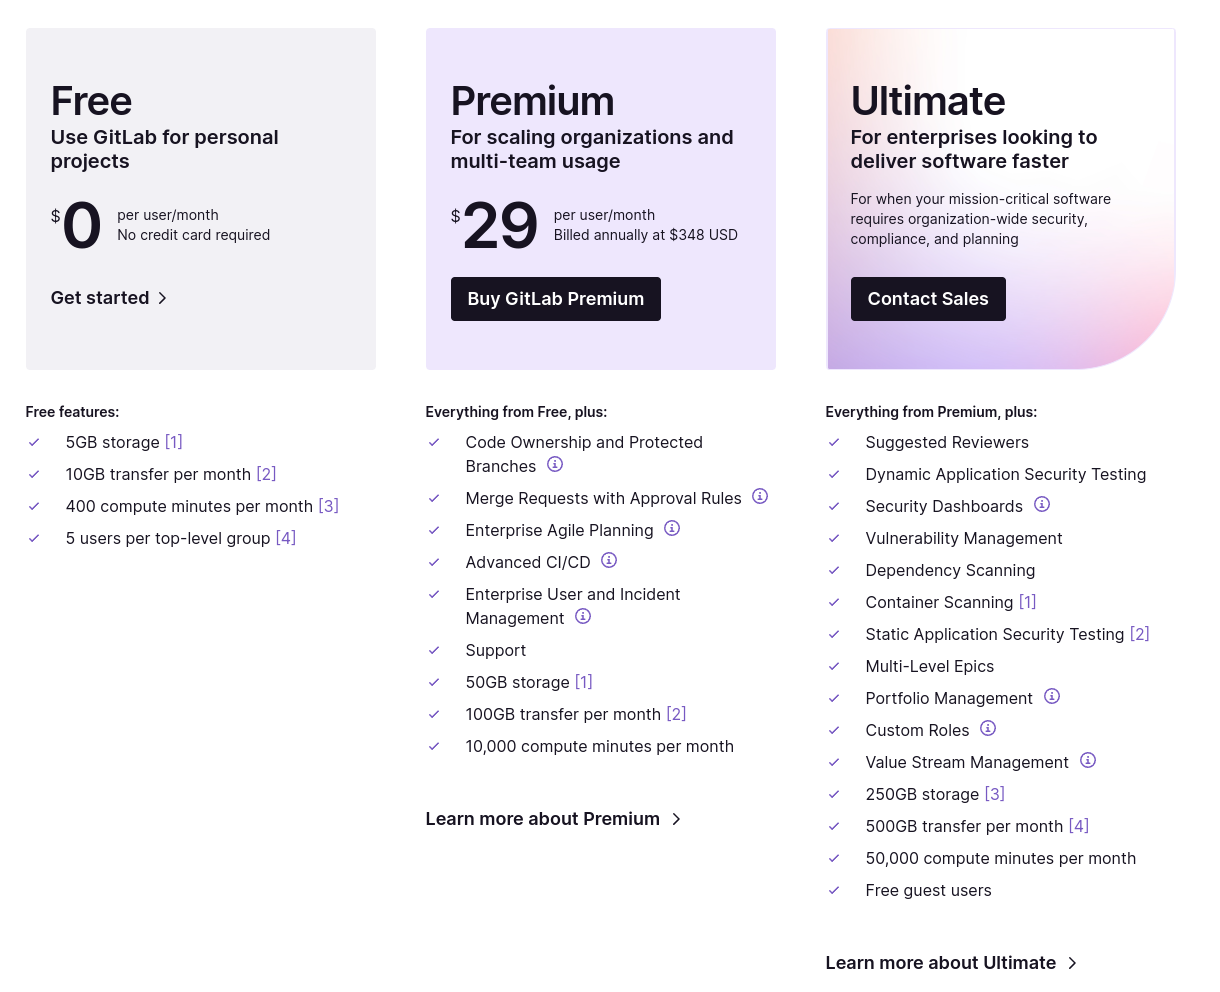 Free
Use GitLab for personal
projects
$0
per user/month
No credit card required
Get started
Free features:
5GB storage [1]
10GB transfer per month [2]
400 compute minutes per month [3]
5 users per top-level group [4]
Premium
For scaling organizations and
multi-team usage
$29
per user/month
Billed annually at $348 USD
Buy GitLab Premium
Everything from Free, plus:
Code Ownership and Protected
Branches
Merge Requests with Approval Rules
Enterprise Agile Planning
Advanced CI/CD
Enterprise User and Incident
Management
Support
50GB storage [1]
100GB transfer per month [2]
10,000 compute minutes per month
Learn more about Premium
Ultimate
For enterprises looking to
deliver software faster
For when your mission-critical software
requires organization-wide security,
compliance, and planning
Contact Sales
Everything from Premium, plus:
Suggested Reviewers
Dynamic Application Security Testing
Security Dashboards
Vulnerability Management
Dependency Scanning
Container Scanning [1]
Static Application Security Testing [2]
Multi-Level Epics
Portfolio Management
Custom Roles
Value Stream Management
250GB storage [3]
500GB transfer per month [4]
50,000 compute minutes per month
Free guest users
Learn more about Ultimate